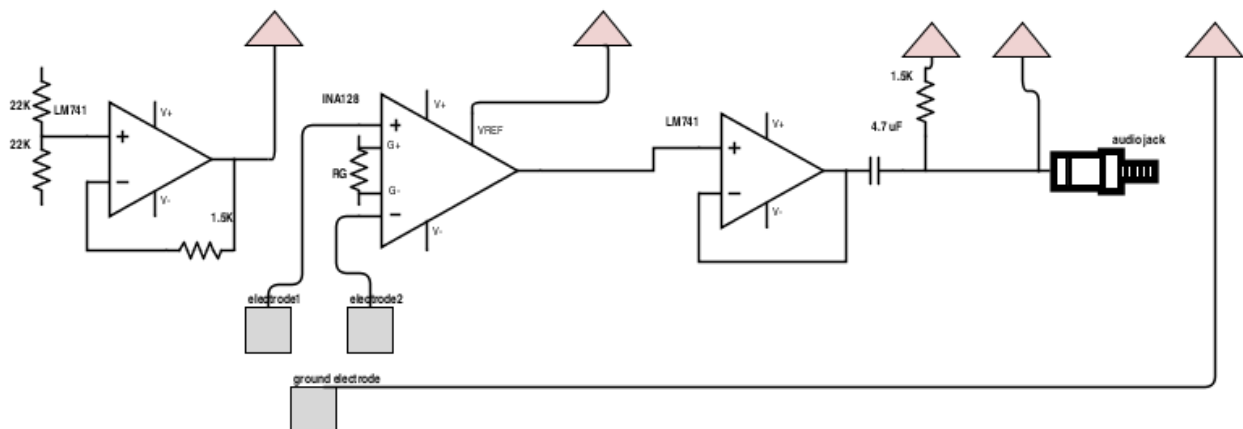 22K
LM741
V+
22K
V-
1.5K
INA128
V+
VREF
G+
RG
G-
V-
electrode1
electrode2
ground electrode
LM741
V+
V-
4.7 uF
1.5K
audio jack